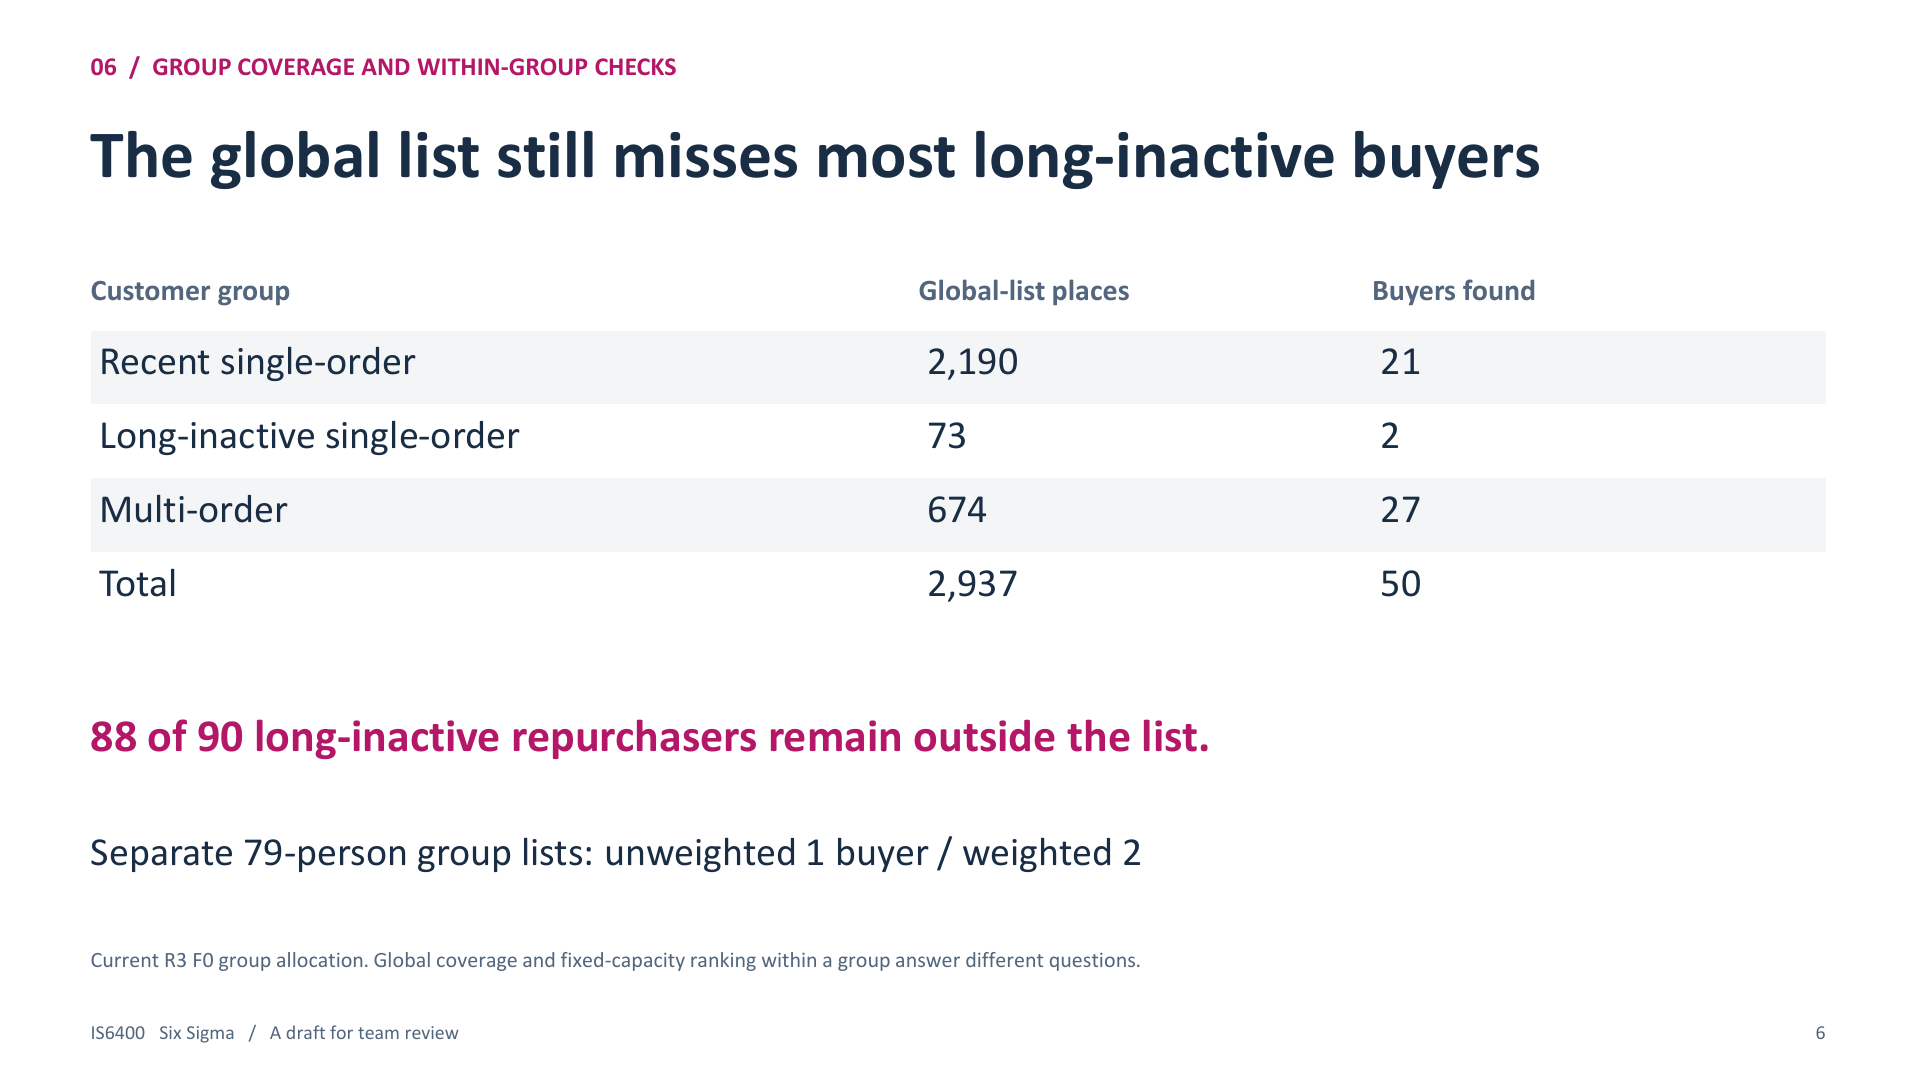 06 / GROUP COVERAGE AND WITHIN-GROUP CHECKS
The global list still misses most long-inactive buyers
Customer group Global-list places Buyers found
Recent single-order 2,190 21
Long-inactive single-order 73 2
Multi-order 674 27
Total 2,937 50
88 of 90 long-inactive repurchasers remain outside the list.
Separate 79-person group lists: unweighted 1 buyer / weighted 2
Current R3 F0 group allocation. Global coverage and fixed-capacity ranking within a group answer different questions.
IS6400 Six Sigma / A draft for team review 6